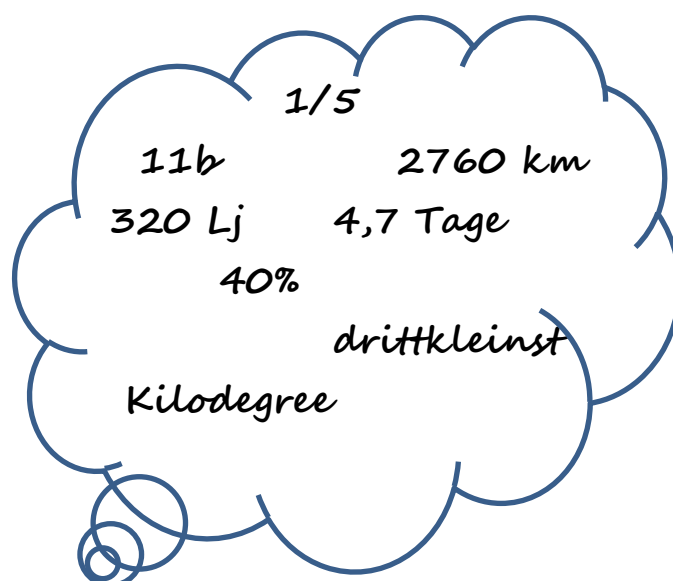 1/5
11b 2760 km
320 Lj 4,7 Tage
40%
drittkleinst
Kilodegree